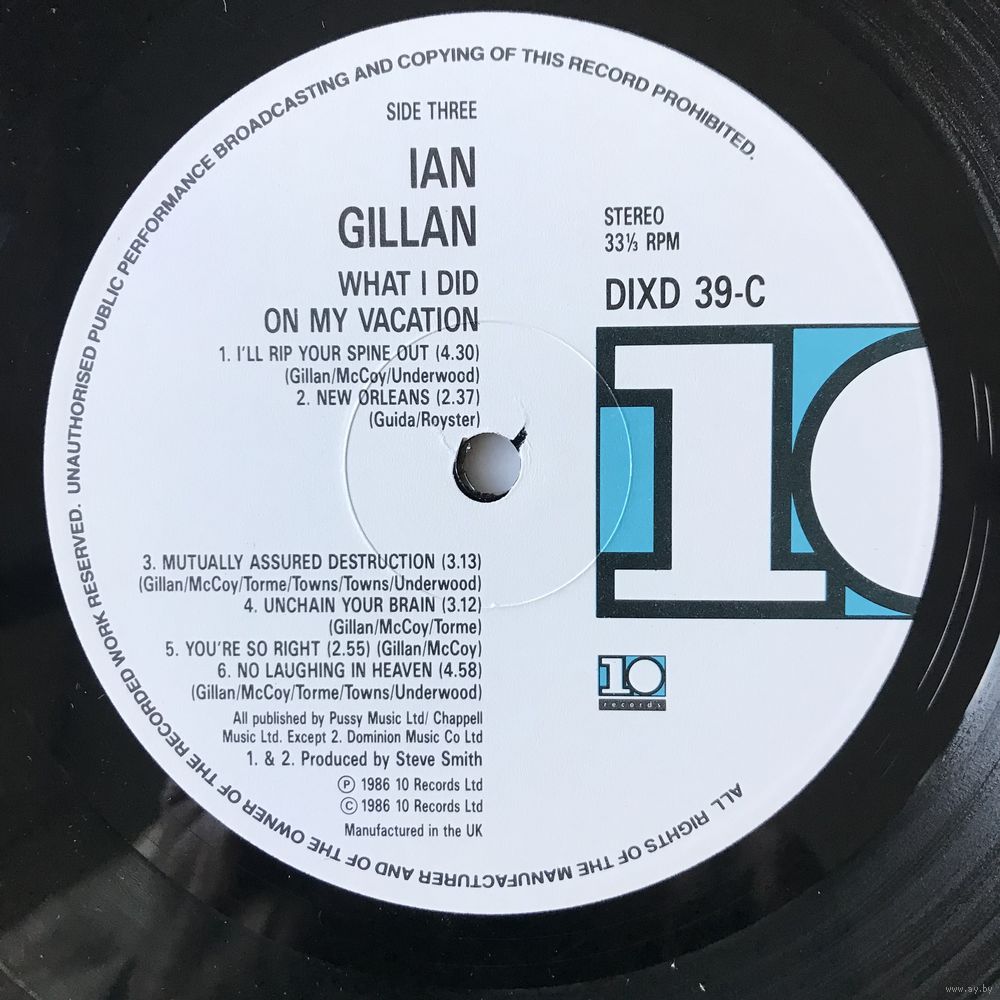 UNAUTHORISED PUBLIC PERFORMANCE BROADCASTING AND COPYING OF THIS RECORD PROHIBITED.
SIDE THREE
IAN
GILLAN
WHAT I DID
ON MY VACATION
1. I'LL RIP YOUR SPINE OUT (4.30)
(Gillan/McCoy/Underwood)
2. NEW ORLEANS (2.37)
(Guida/Royster)
3. MUTUALLY ASSURED DESTRUCTION (3.13)
(Gillan/McCoy/Torme/Towns/Towns/Underwood)
4. UNCHAIN YOUR BRAIN (3.12)
(Gillan/McCoy/Torme)
5. YOU'RE SO RIGHT (2.55) (Gillan/McCoy)
6. NO LAUGHING IN HEAVEN (4.58)
(Gillan/McCoy/Torme/Towns/Underwood)
All published by Pussy Music Ltd/ Chappell
Music Ltd. Except 2. Dominion Music Co Ltd
1. & 2. Produced by Steve Smith
℗ 1986 10 Records Ltd
© 1986 10 Records Ltd
Manufactured in the UK
STEREO
33⅓ RPM
DIXD 39-C
10
10
records
ALL RIGHTS OF THE MANUFACTURER AND OF THE OWNER OF THE RECORDED WORK RESERVED.
www.ay.by